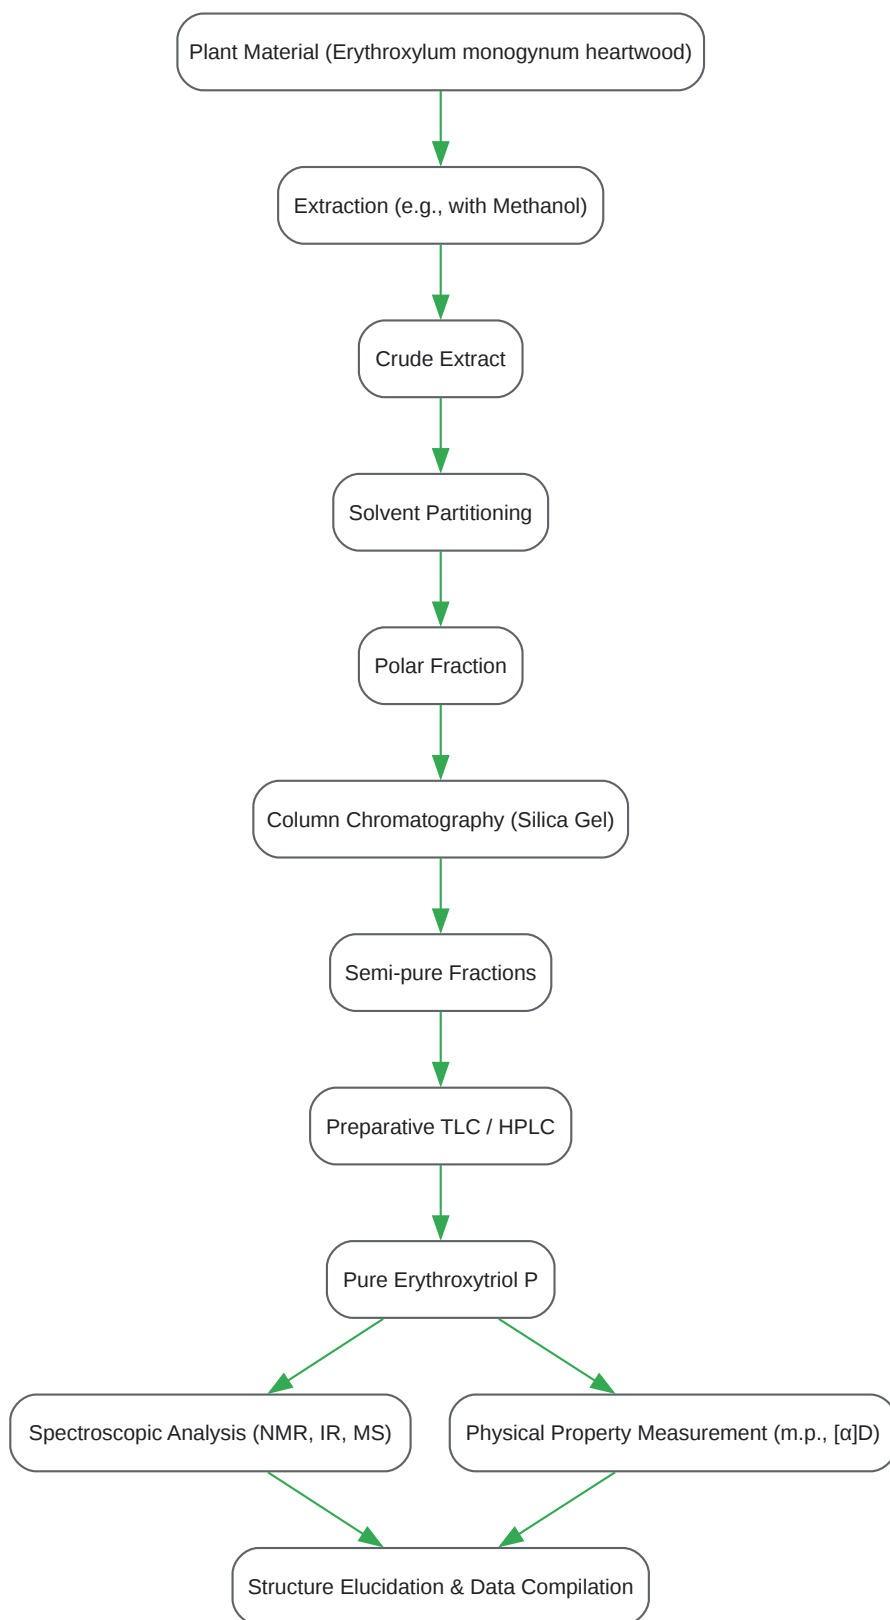 Plant Material (Erythroxylum monogynum heartwood)
Extraction (e.g., with Methanol)
Crude Extract
Solvent Partitioning
Polar Fraction
Column Chromatography (Silica Gel)
Semi-pure Fractions
Preparative TLC / HPLC
Pure Erythroxytriol P
Spectroscopic Analysis (NMR, IR, MS)
Physical Property Measurement (m.p., [α]D)
Structure Elucidation & Data Compilation